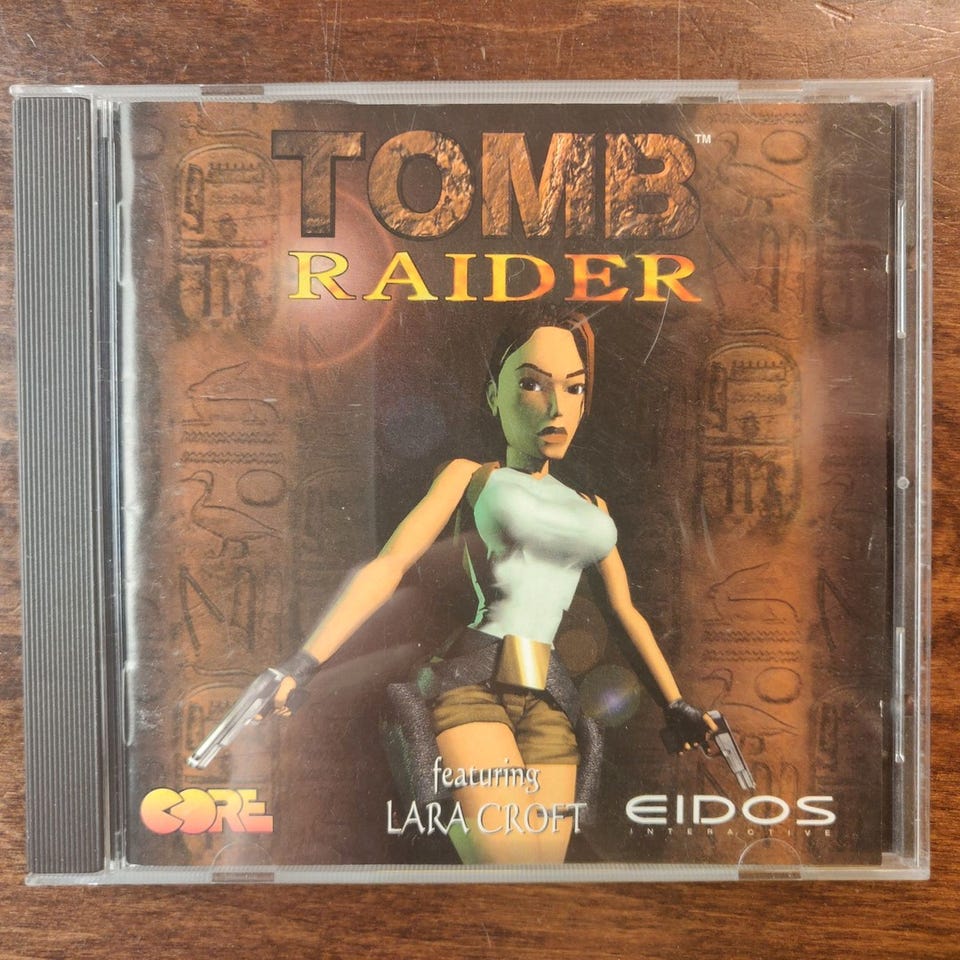 TOMB™
RAIDER
featuring
LARA CROFT
CORE
EIDOS
INTERACTIVE